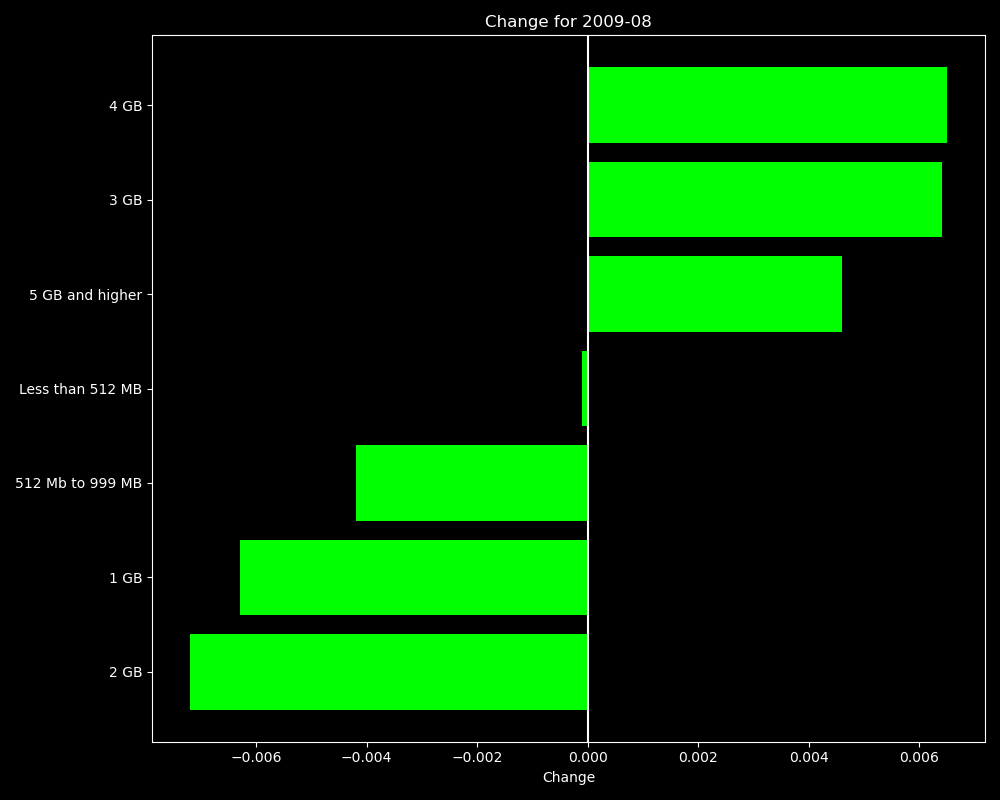 Change for 2009-08
4 GB
3 GB
5 GB and higher
Less than 512 MB
512 Mb to 999 MB
1 GB
2 GB
−0.006 −0.004 −0.002 0.000 0.002 0.004 0.006
Change